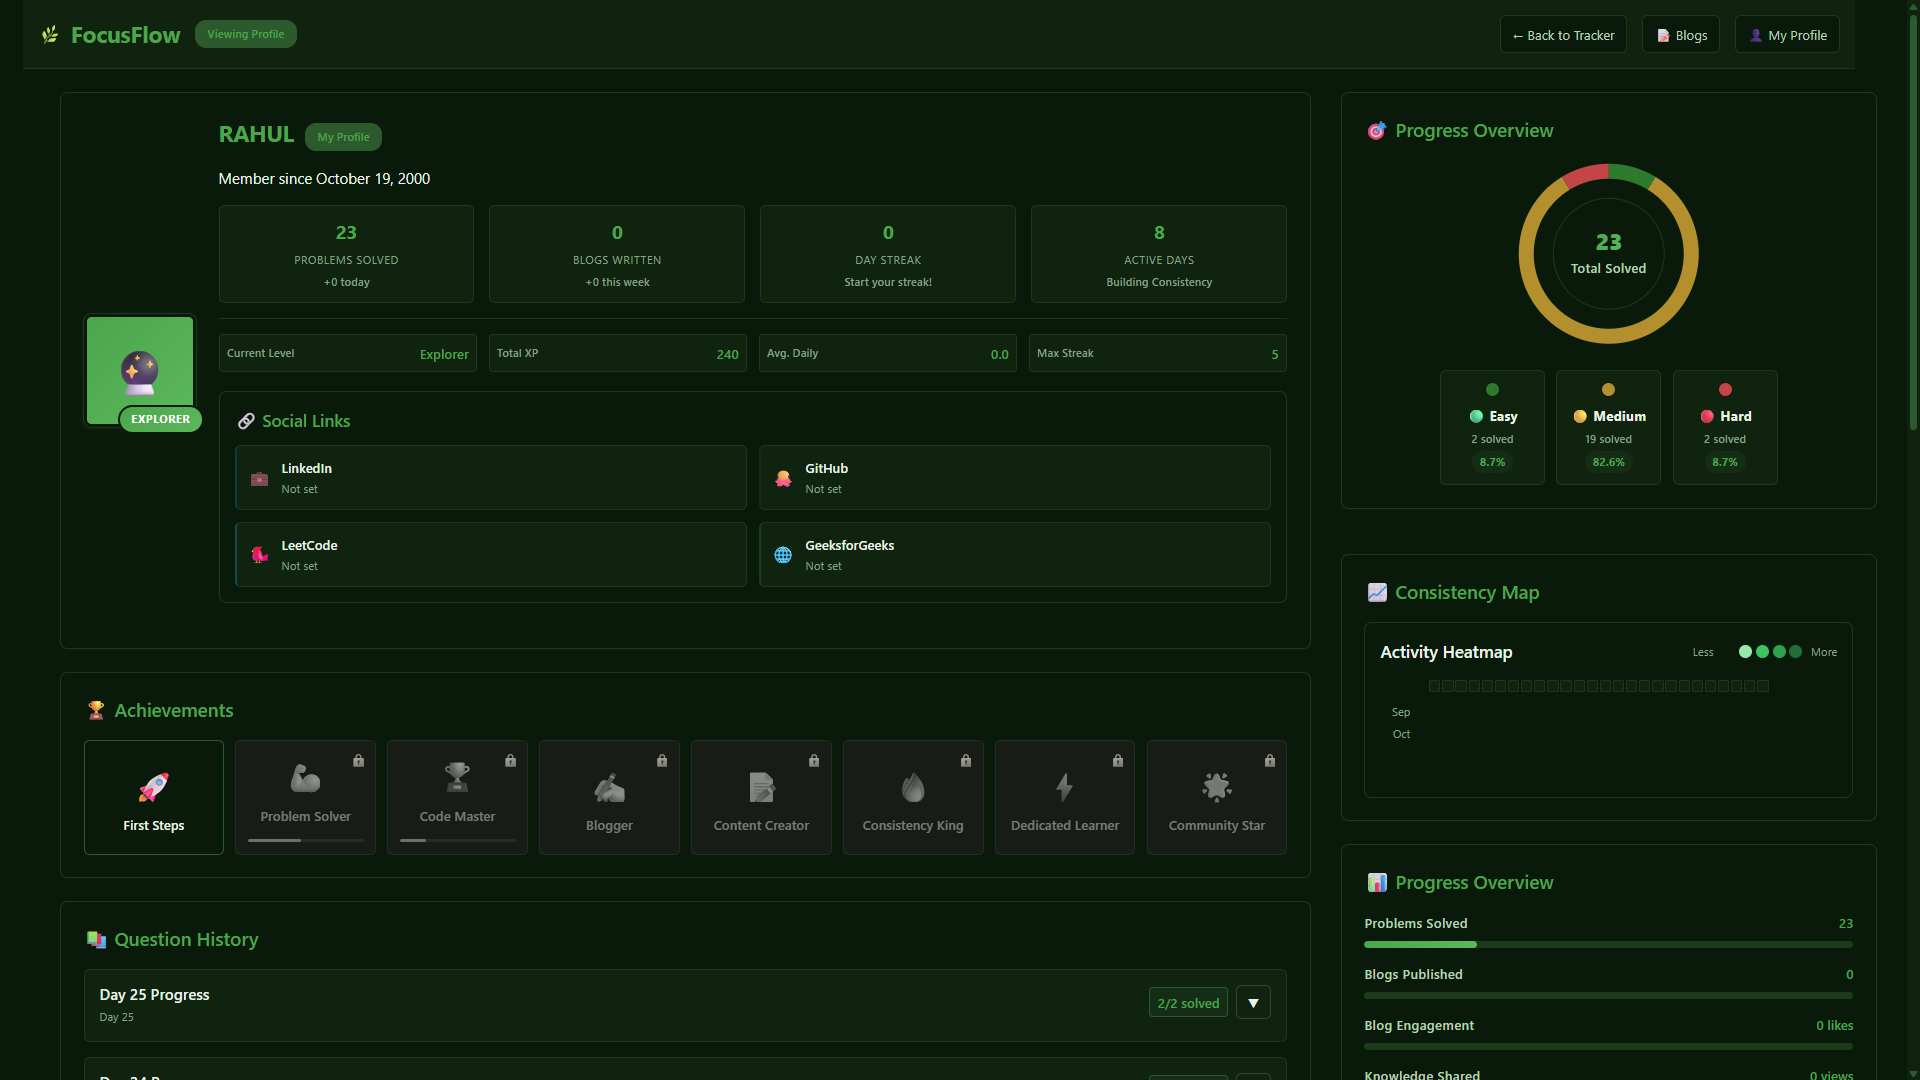 FocusFlow
Viewing Profile
← Back to Tracker
Blogs
My Profile
RAHUL
My Profile
Member since October 19, 2000
23
PROBLEMS SOLVED
+0 today
0
BLOGS WRITTEN
+0 this week
0
DAY STREAK
Start your streak!
8
ACTIVE DAYS
Building Consistency
EXPLORER
Current Level
Explorer
Total XP
240
Avg. Daily
0.0
Max Streak
5
Social Links
LinkedIn
Not set
GitHub
Not set
LeetCode
Not set
GeeksforGeeks
Not set
Achievements
First Steps
Problem Solver
Code Master
Blogger
Content Creator
Consistency King
Dedicated Learner
Community Star
Question History
Day 25 Progress
Day 25
2/2 solved
Progress Overview
23
Total Solved
Easy
2 solved
8.7%
Medium
19 solved
82.6%
Hard
2 solved
8.7%
Consistency Map
Activity Heatmap
Less
More
Sep
Oct
Progress Overview
Problems Solved
23
Blogs Published
0
Blog Engagement
0 likes
Knowledge Shared
0 views